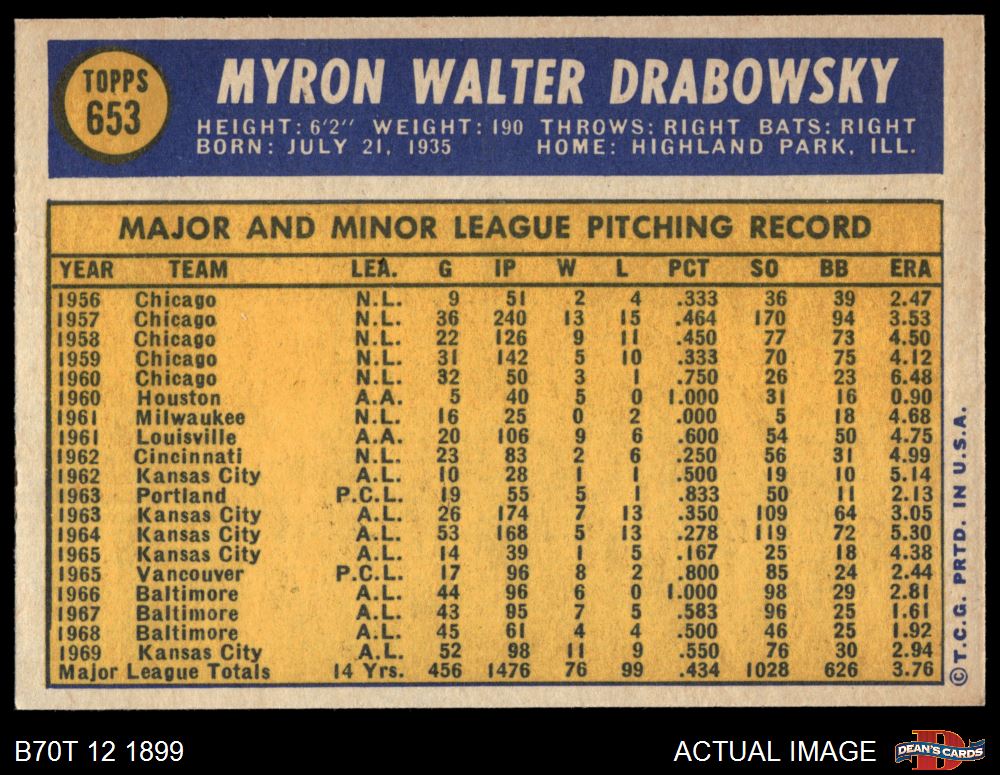 TOPPS
653
MYRON WALTER DRABOWSKY
HEIGHT: 6'2" WEIGHT: 190 THROWS: RIGHT BATS: RIGHT
BORN: JULY 21, 1935 HOME: HIGHLAND PARK, ILL.
MAJOR AND MINOR LEAGUE PITCHING RECORD
YEAR TEAM LEA. G IP W L PCT SO BB ERA
1956 Chicago N.L. 9 51 2 4 .333 36 39 2.47
1957 Chicago N.L. 36 240 13 15 .464 170 94 3.53
1958 Chicago N.L. 22 126 9 11 .450 77 73 4.50
1959 Chicago N.L. 31 142 5 10 .333 70 75 4.12
1960 Chicago N.L. 32 50 3 1 .750 26 23 6.48
1960 Houston A.A. 5 40 5 0 1.000 31 16 0.90
1961 Milwaukee N.L. 16 25 0 2 .000 5 18 4.68
1961 Louisville A.A. 20 106 9 6 .600 54 50 4.75
1962 Cincinnati N.L. 23 83 2 6 .250 56 31 4.99
1962 Kansas City A.L. 10 28 1 1 .500 19 10 5.14
1963 Portland P.C.L. 19 55 5 1 .833 50 11 2.13
1963 Kansas City A.L. 26 174 7 13 .350 109 64 3.05
1964 Kansas City A.L. 53 168 5 13 .278 119 72 5.30
1965 Kansas City A.L. 14 39 1 5 .167 25 18 4.38
1965 Vancouver P.C.L. 17 96 8 2 .800 85 24 2.44
1966 Baltimore A.L. 44 96 6 0 1.000 98 29 2.81
1967 Baltimore A.L. 43 95 7 5 .583 96 25 1.61
1968 Baltimore A.L. 45 61 4 4 .500 46 25 1.92
1969 Kansas City A.L. 52 98 11 9 .550 76 30 2.94
Major League Totals 14 Yrs. 456 1476 76 99 .434 1028 626 3.76
©T.C.G. PRTD. IN U.S.A.
B70T 12 1899
ACTUAL IMAGE
DEAN'S CARDS